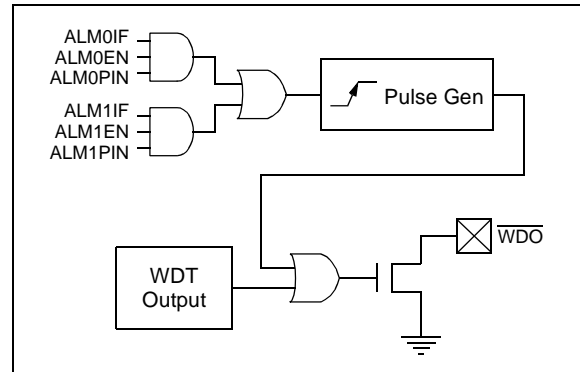 ALM0IF
ALM0EN
ALM0PIN
ALM1IF
ALM1EN
ALM1PIN
Pulse Gen
WDO
WDT
Output